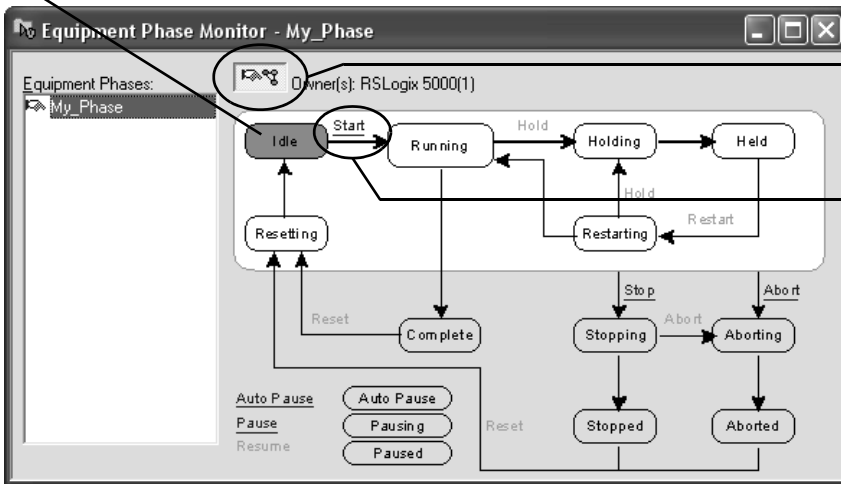 Equipment Phase Monitor - My_Phase
Equipment Phases:
My_Phase
Owner(s): RSLogix 5000(1)
Idle
Start
Running
Hold
Holding
Held
Hold
Restart
Resetting
Restarting
Stop
Abort
Reset
Complete
Stopping
Abort
Aborting
Auto Pause
Auto Pause
Pause
Pausing
Reset
Stopped
Aborted
Resume
Paused